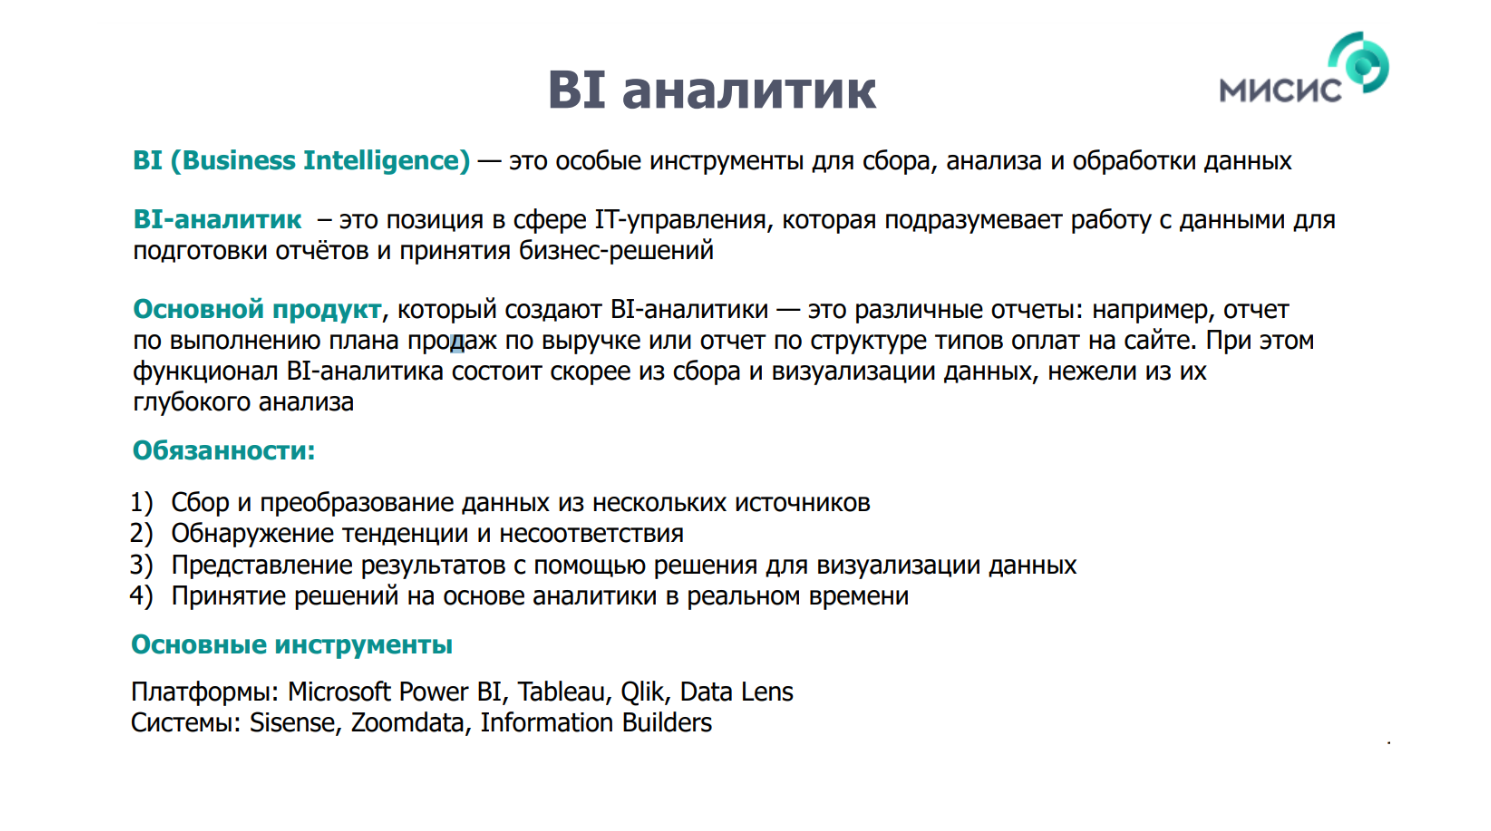 BI аналитик
МИСИС
BI (Business Intelligence) — это особые инструменты для сбора, анализа и обработки данных
BI-аналитик – это позиция в сфере IT-управления, которая подразумевает работу с данными для
подготовки отчётов и принятия бизнес-решений
Основной продукт, который создают BI-аналитики — это различные отчеты: например, отчет
по выполнению плана продаж по выручке или отчет по структуре типов оплат на сайте. При этом
функционал BI-аналитика состоит скорее из сбора и визуализации данных, нежели из их
глубокого анализа
Обязанности:
1) Сбор и преобразование данных из нескольких источников
2) Обнаружение тенденции и несоответствия
3) Представление результатов с помощью решения для визуализации данных
4) Принятие решений на основе аналитики в реальном времени
Основные инструменты
Платформы: Microsoft Power BI, Tableau, Qlik, Data Lens
Системы: Sisense, Zoomdata, Information Builders
.